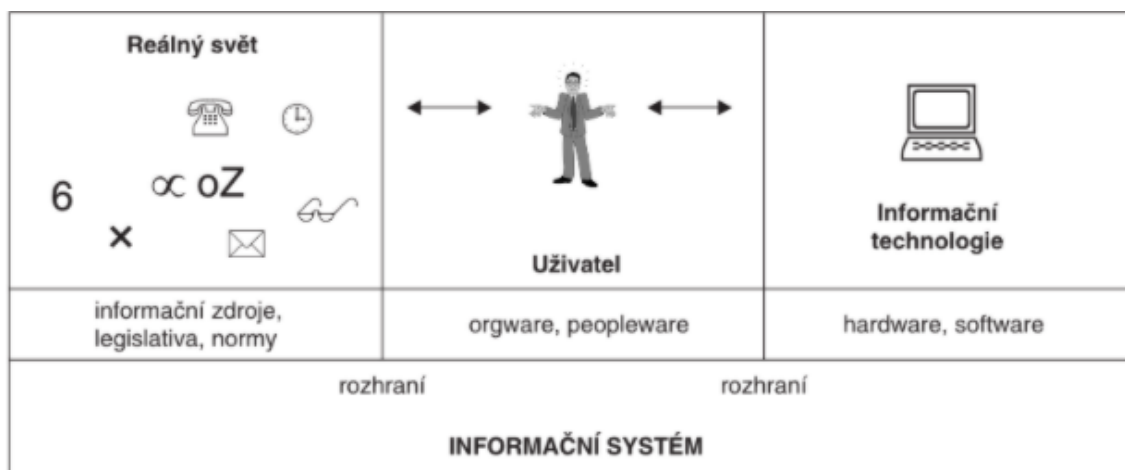 Reálný svět
6
∝ oZ
×
Uživatel
Informační
technologie
informační zdroje,
legislativa, normy
orgware, peopleware
hardware, software
rozhraní
rozhraní
INFORMAČNÍ SYSTÉM